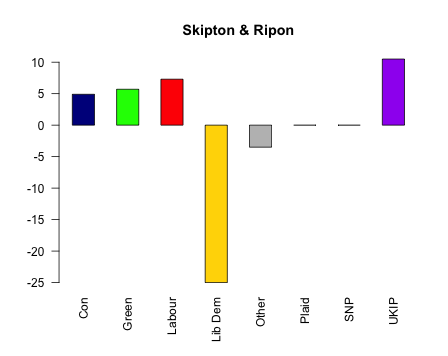 Skipton & Ripon
10
5
0
-5
-10
-15
-20
-25
Con
Green
Labour
Lib Dem
Other
Plaid
SNP
UKIP